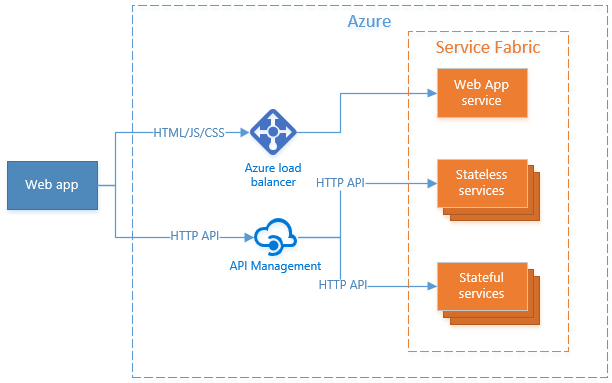 Azure
Service Fabric
Web App
service
HTML/JS/CSS
Azure load
balancer
Web app
HTTP API
Stateless
services
HTTP API
API Management
HTTP API
Stateful
services